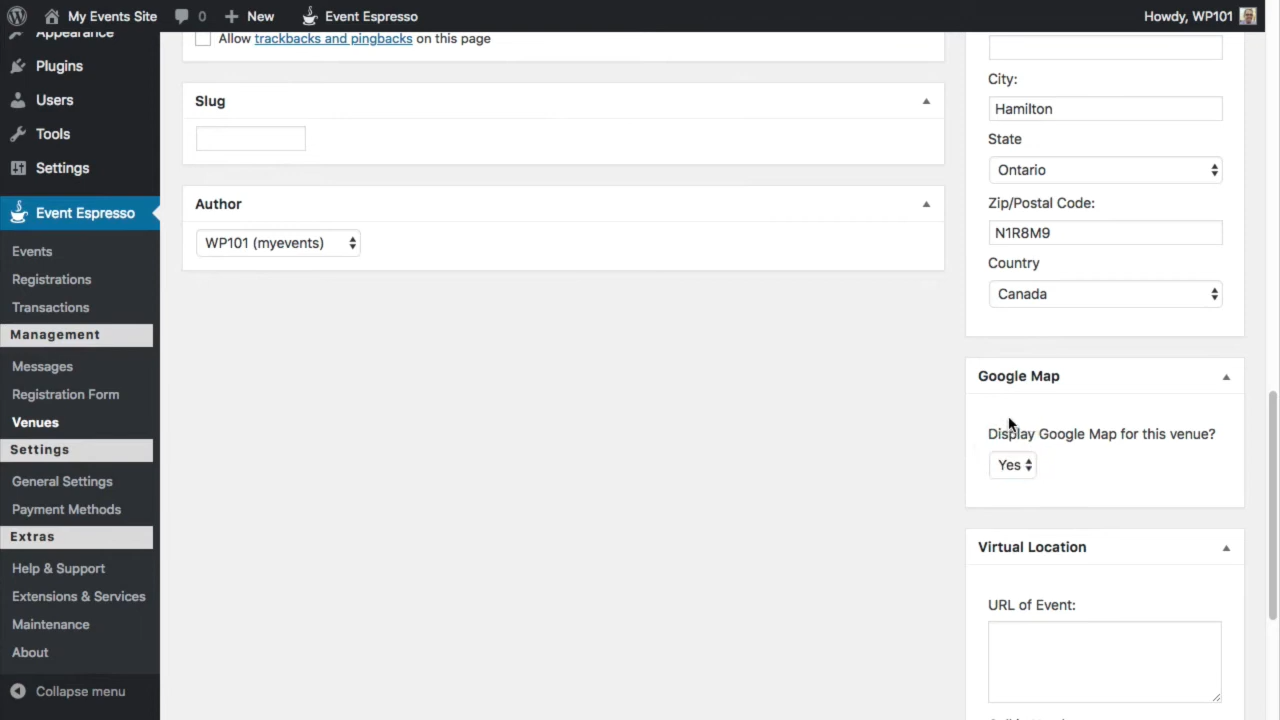 My Events Site
0
New
Event Espresso
Howdy, WP101
Appearance
Plugins
Users
Tools
Settings
Event Espresso
Events
Registrations
Transactions
Management
Messages
Registration Form
Venues
Settings
General Settings
Payment Methods
Extras
Help & Support
Extensions & Services
Maintenance
About
Collapse menu
Allow trackbacks and pingbacks on this page
Slug
Author
WP101 (myevents)
City:
Hamilton
State
Ontario
Zip/Postal Code:
N1R8M9
Country
Canada
Google Map
Display Google Map for this venue?
Yes
Virtual Location
URL of Event: